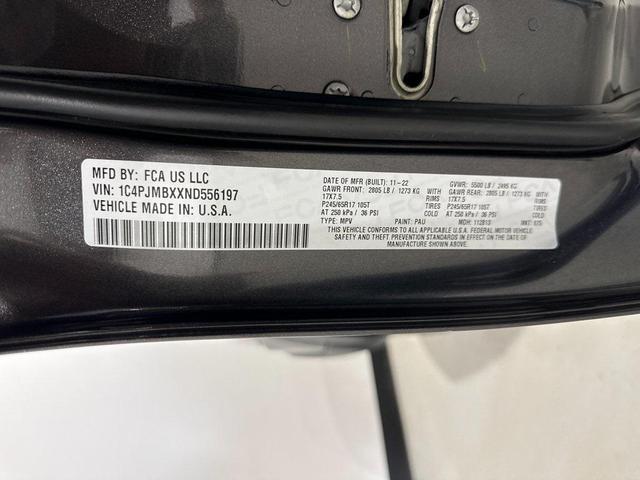 MFD BY: FCA US LLC
VIN: 1C4PJMBXXND556197
VEHICLE MADE IN: U.S.A.
DATE OF MFR (BUILT): 11-22 GVWR: 5500 LB / 2495 KG
GAWR FRONT: 2805 LB / 1273 KG GAWR REAR: 2805 LB / 1273 KG
17X7.5 RIMS 17X7.5 RIMS
P245/65R17 105T TIRES P245/65R17 105T TIRES
AT 250 kPa / 36 PSI COLD AT 250 kPa / 36 PSI COLD
TYPE: MPV PAINT: PAU MDH: 112813
THIS VEHICLE CONFORMS TO ALL APPLICABLE U.S.A. FEDERAL MOTOR VEHICLE
SAFETY AND THEFT PREVENTION STANDARDS IN EFFECT ON THE DATE OF
MANUFACTURE SHOWN ABOVE.